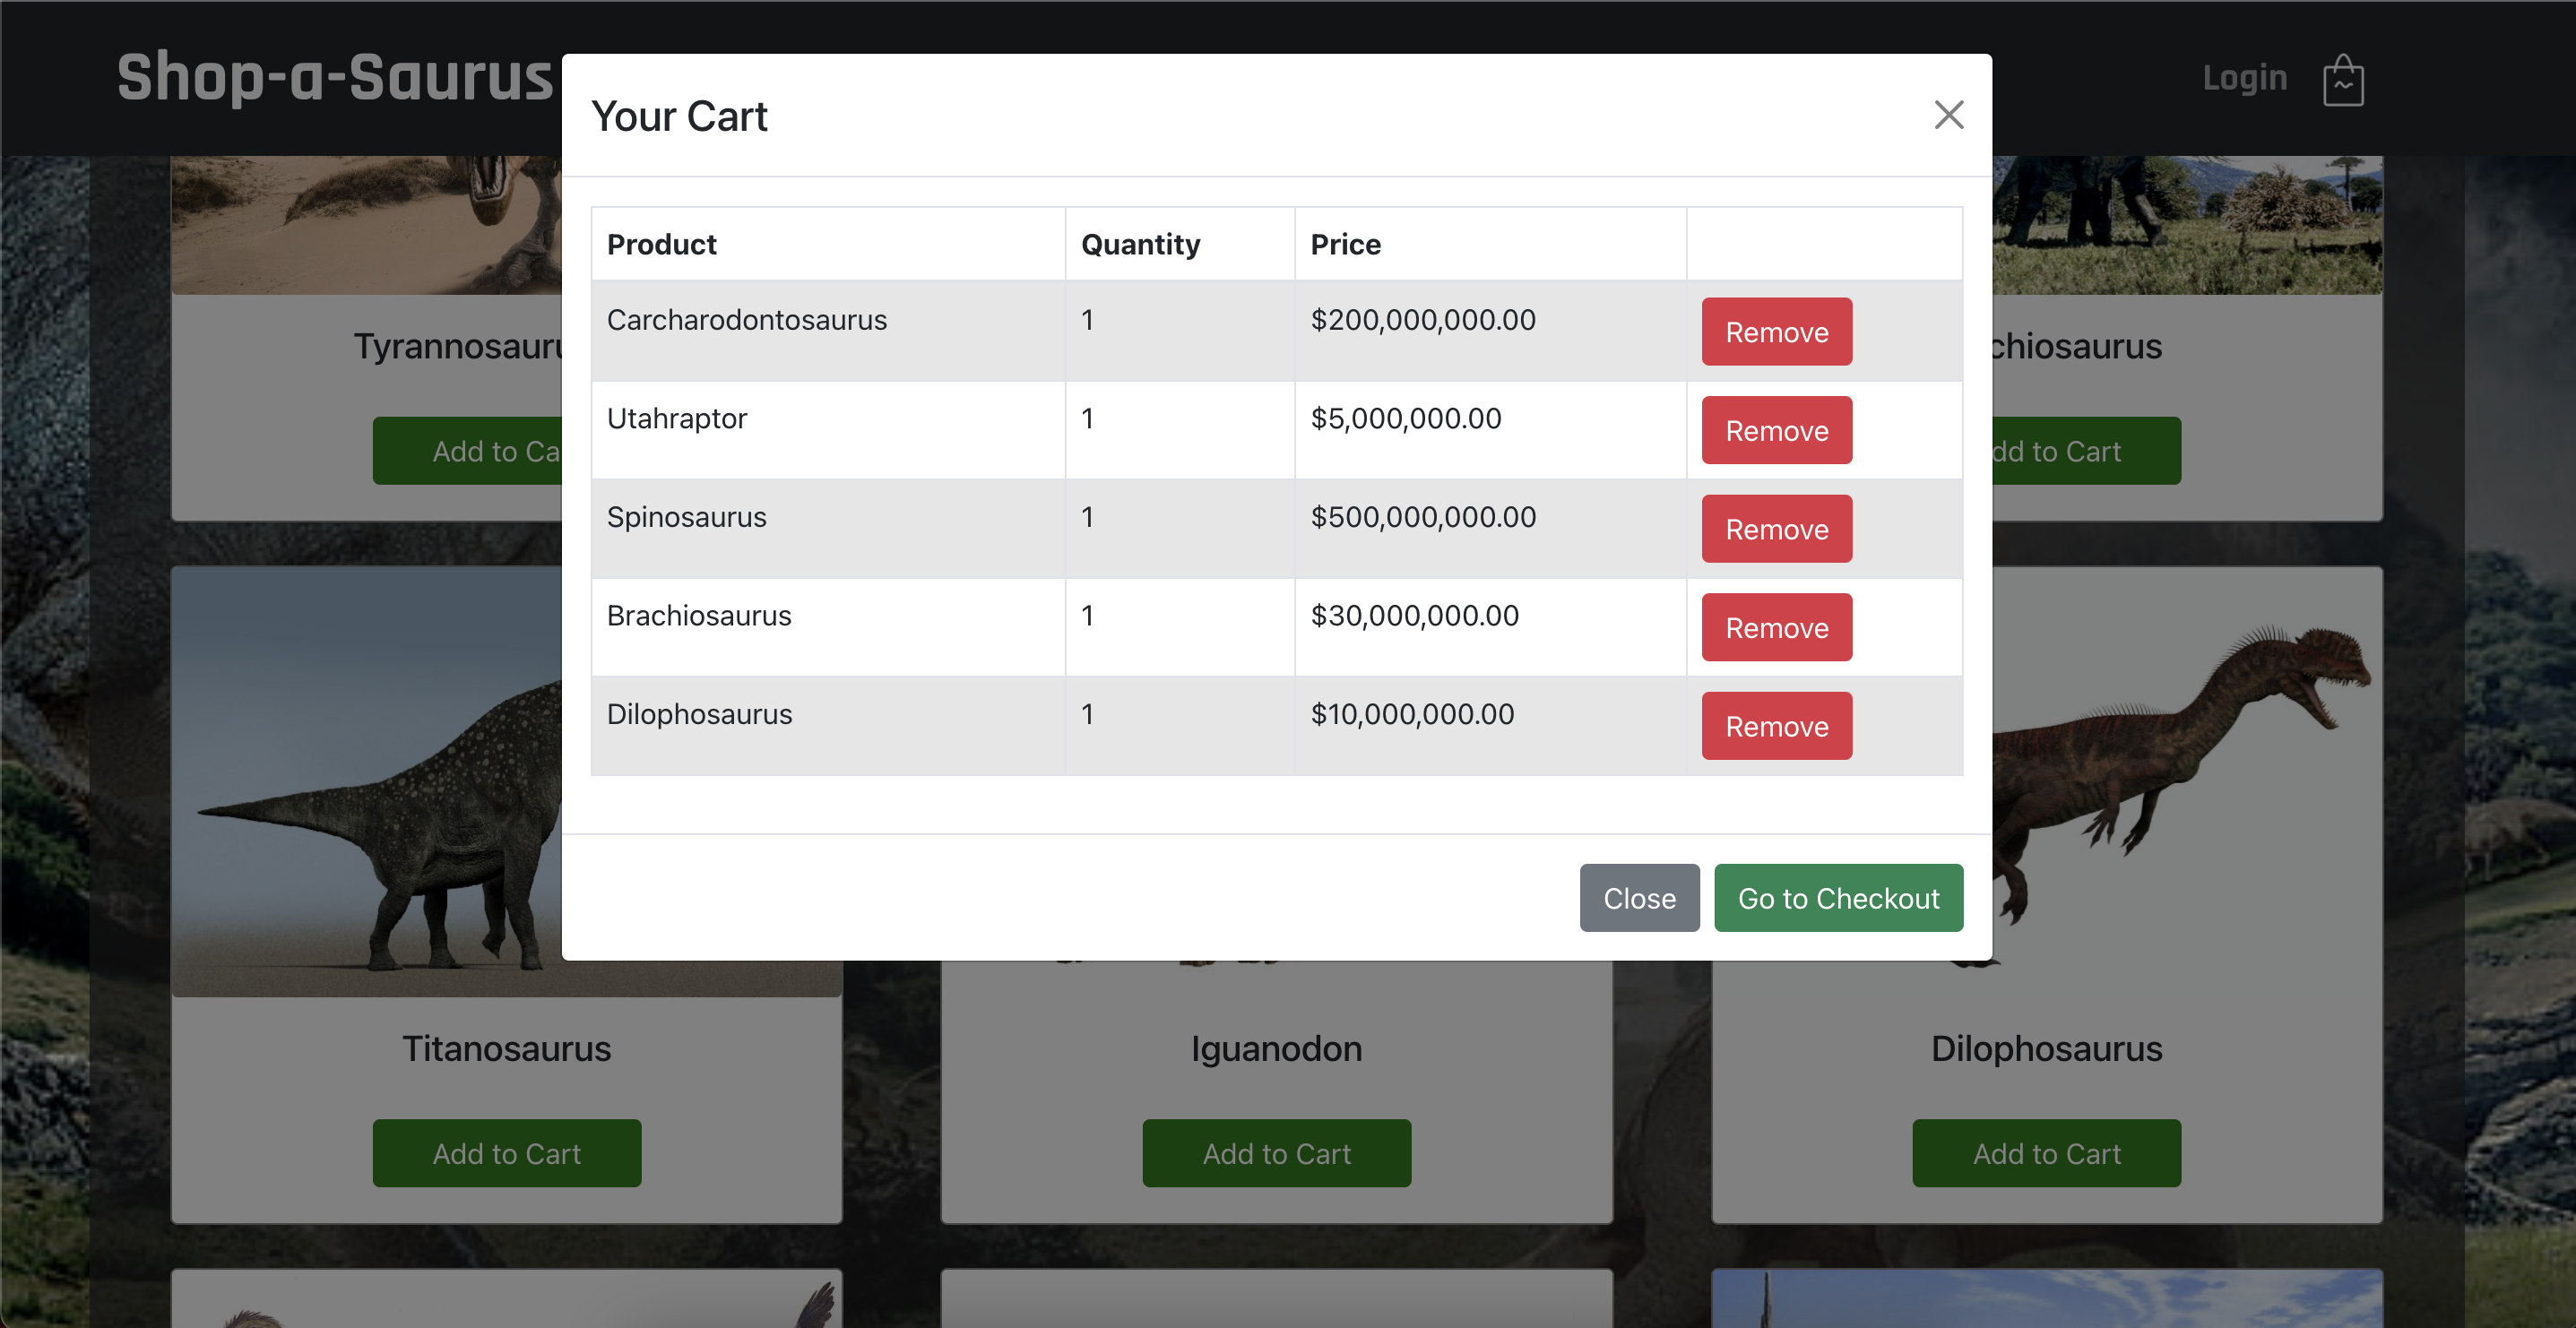 Shop-a-Saurus
Login
Your Cart
Product Quantity Price
Carcharodontosaurus 1 $200,000,000.00 Remove
Utahraptor 1 $5,000,000.00 Remove
Spinosaurus 1 $500,000,000.00 Remove
Brachiosaurus 1 $30,000,000.00 Remove
Dilophosaurus 1 $10,000,000.00 Remove
Close Go to Checkout
Tyrannosauru chiosaurus
Add to Ca dd to Cart
Titanosaurus Iguanodon Dilophosaurus
Add to Cart Add to Cart Add to Cart